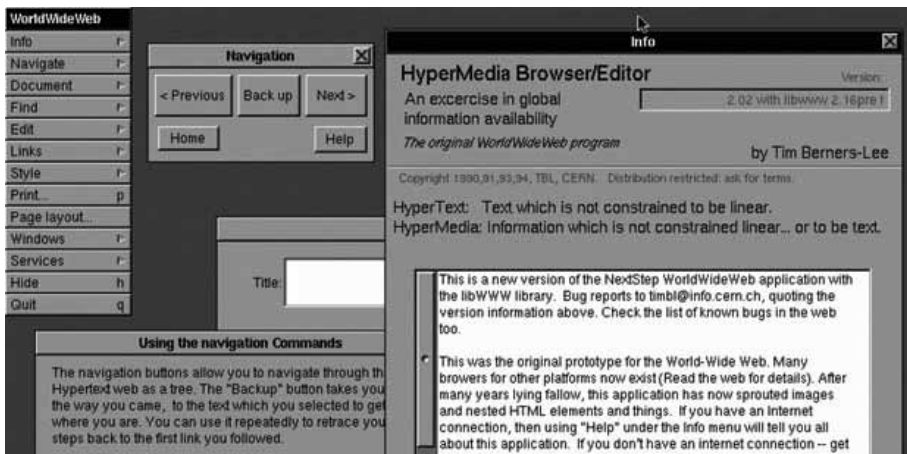 WorldWideWeb
Info
Navigate
Document
Find
Edit
Links
Style
Print... p
Page layout...
Windows
Services
Hide h
Quit q
Navigation
< Previous Back up Next >
Home Help
Title:
Using the navigation Commands
The navigation buttons allow you to navigate through th
Hypertext web as a tree. The "Backup" button takes you
the way you came, to the text which you selected to get
where you are. You can use it repeatedly to retrace you
steps back to the first link you followed.
Info
HyperMedia Browser/Editor
Version:
An excercise in global
information availability
2.02 with libwww 2.16pre1
The original WorldWideWeb program
by Tim Berners-Lee
Copyright 1990,91,93,94, TBL, CERN. Distribution restricted: ask for terms.
HyperText: Text which is not constrained to be linear.
HyperMedia: Information which is not constrained linear... or to be text.
This is a new version of the NextStep WorldWideWeb application with
the libWWW library. Bug reports to timbl@info.cern.ch, quoting the
version information above. Check the list of known bugs in the web
too.
This was the original prototype for the World-Wide Web. Many
browers for other platforms now exist (Read the web for details). After
many years lying fallow, this application has now sprouted images
and nested HTML elements and things. If you have an Internet
connection, then using "Help" under the Info menu will tell you all
about this application. If you don't have an internet connection -- get